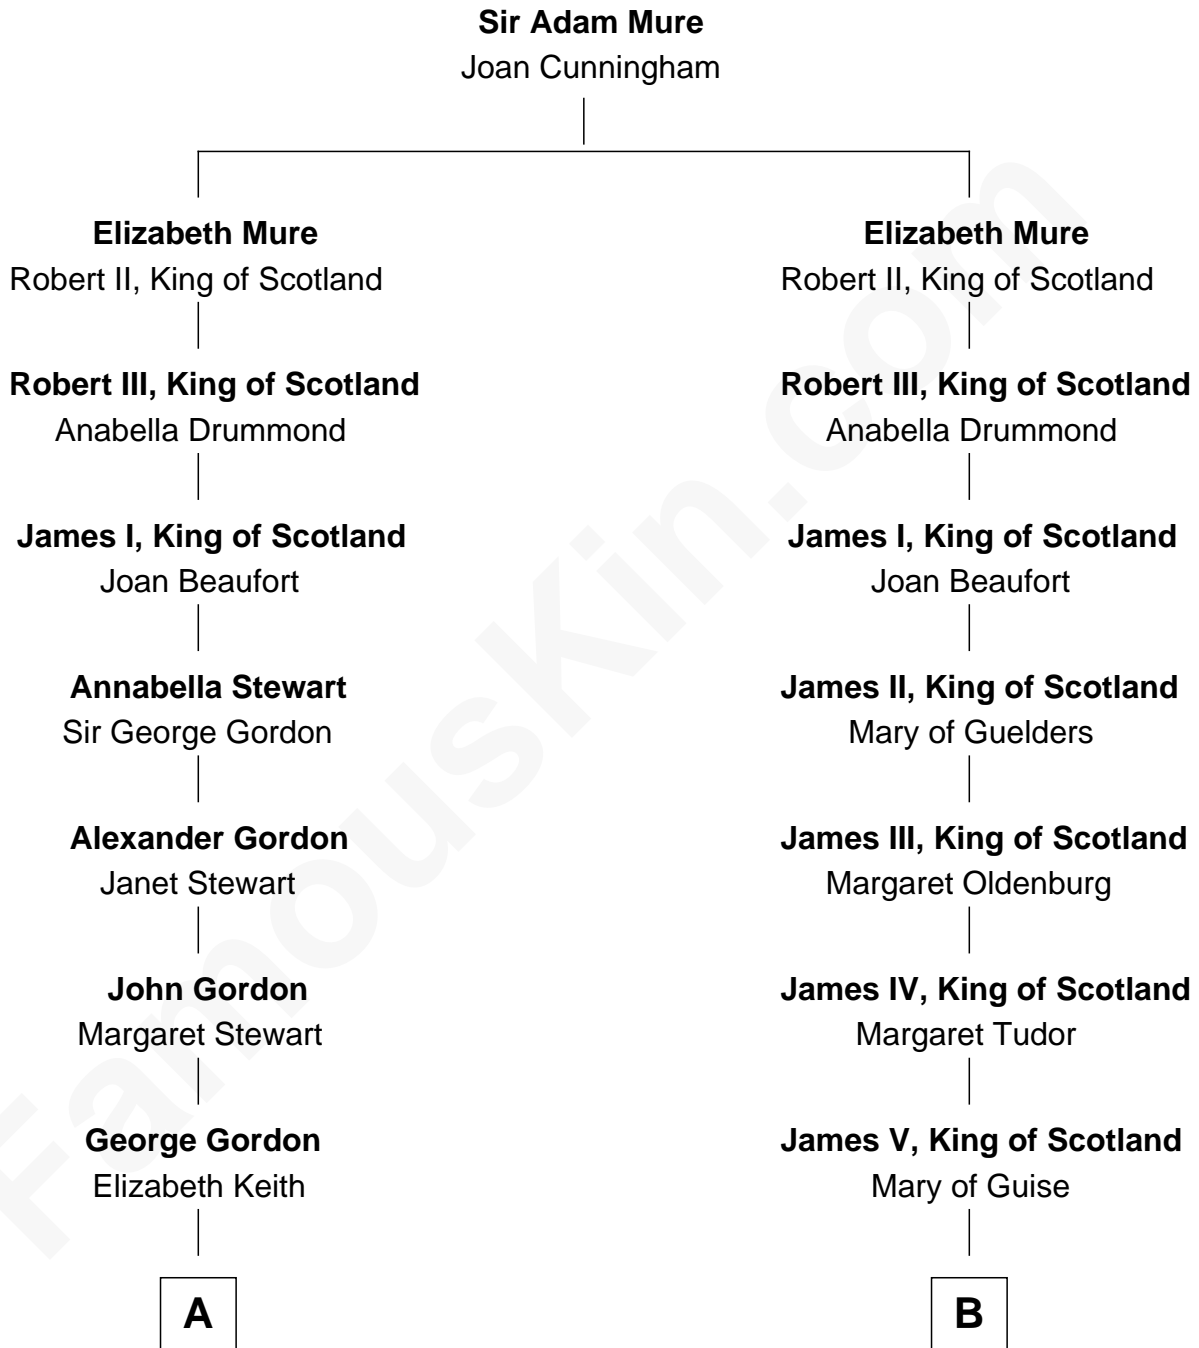 Sir Adam Mure
Joan Cunningham
Elizabeth Mure
Robert II, King of Scotland
Robert III, King of Scotland
Anabella Drummond
James I, King of Scotland
Joan Beaufort
Annabella Stewart
Sir George Gordon
Alexander Gordon
Janet Stewart
John Gordon
Margaret Stewart
George Gordon
Elizabeth Keith
A
Elizabeth Mure
Robert II, King of Scotland
Robert III, King of Scotland
Anabella Drummond
James I, King of Scotland
Joan Beaufort
James II, King of Scotland
Mary of Guelders
James III, King of Scotland
Margaret Oldenburg
James IV, King of Scotland
Margaret Tudor
James V, King of Scotland
Mary of Guise
B
FamousKin.com